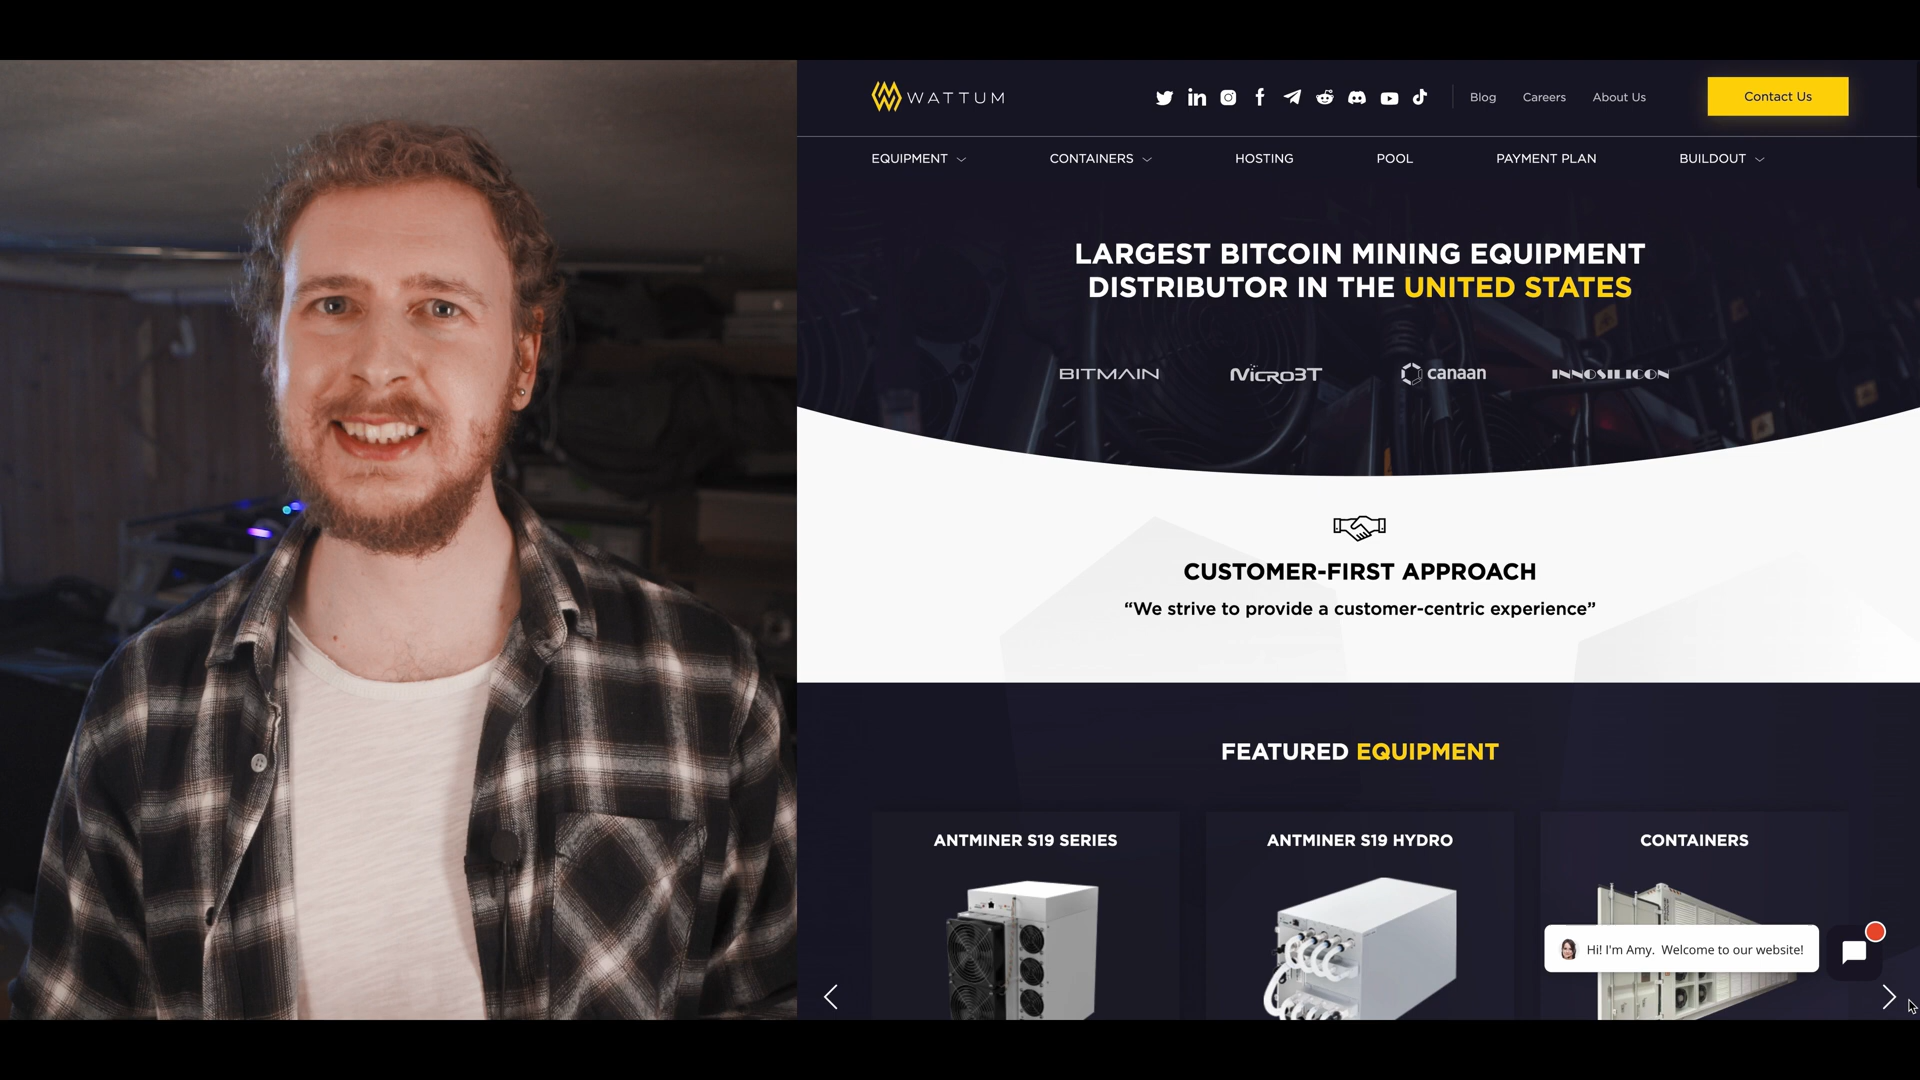 WATTUM
Blog
Careers
About Us
Contact Us
EQUIPMENT
CONTAINERS
HOSTING
POOL
PAYMENT PLAN
BUILDOUT
LARGEST BITCOIN MINING EQUIPMENT
DISTRIBUTOR IN THE UNITED STATES
BITMAIN
MicroBT
canaan
INNOSILICON
CUSTOMER-FIRST APPROACH
“We strive to provide a customer-centric experience”
FEATURED EQUIPMENT
ANTMINER S19 SERIES
ANTMINER S19 HYDRO
CONTAINERS
Hi! I'm Amy. Welcome to our website!